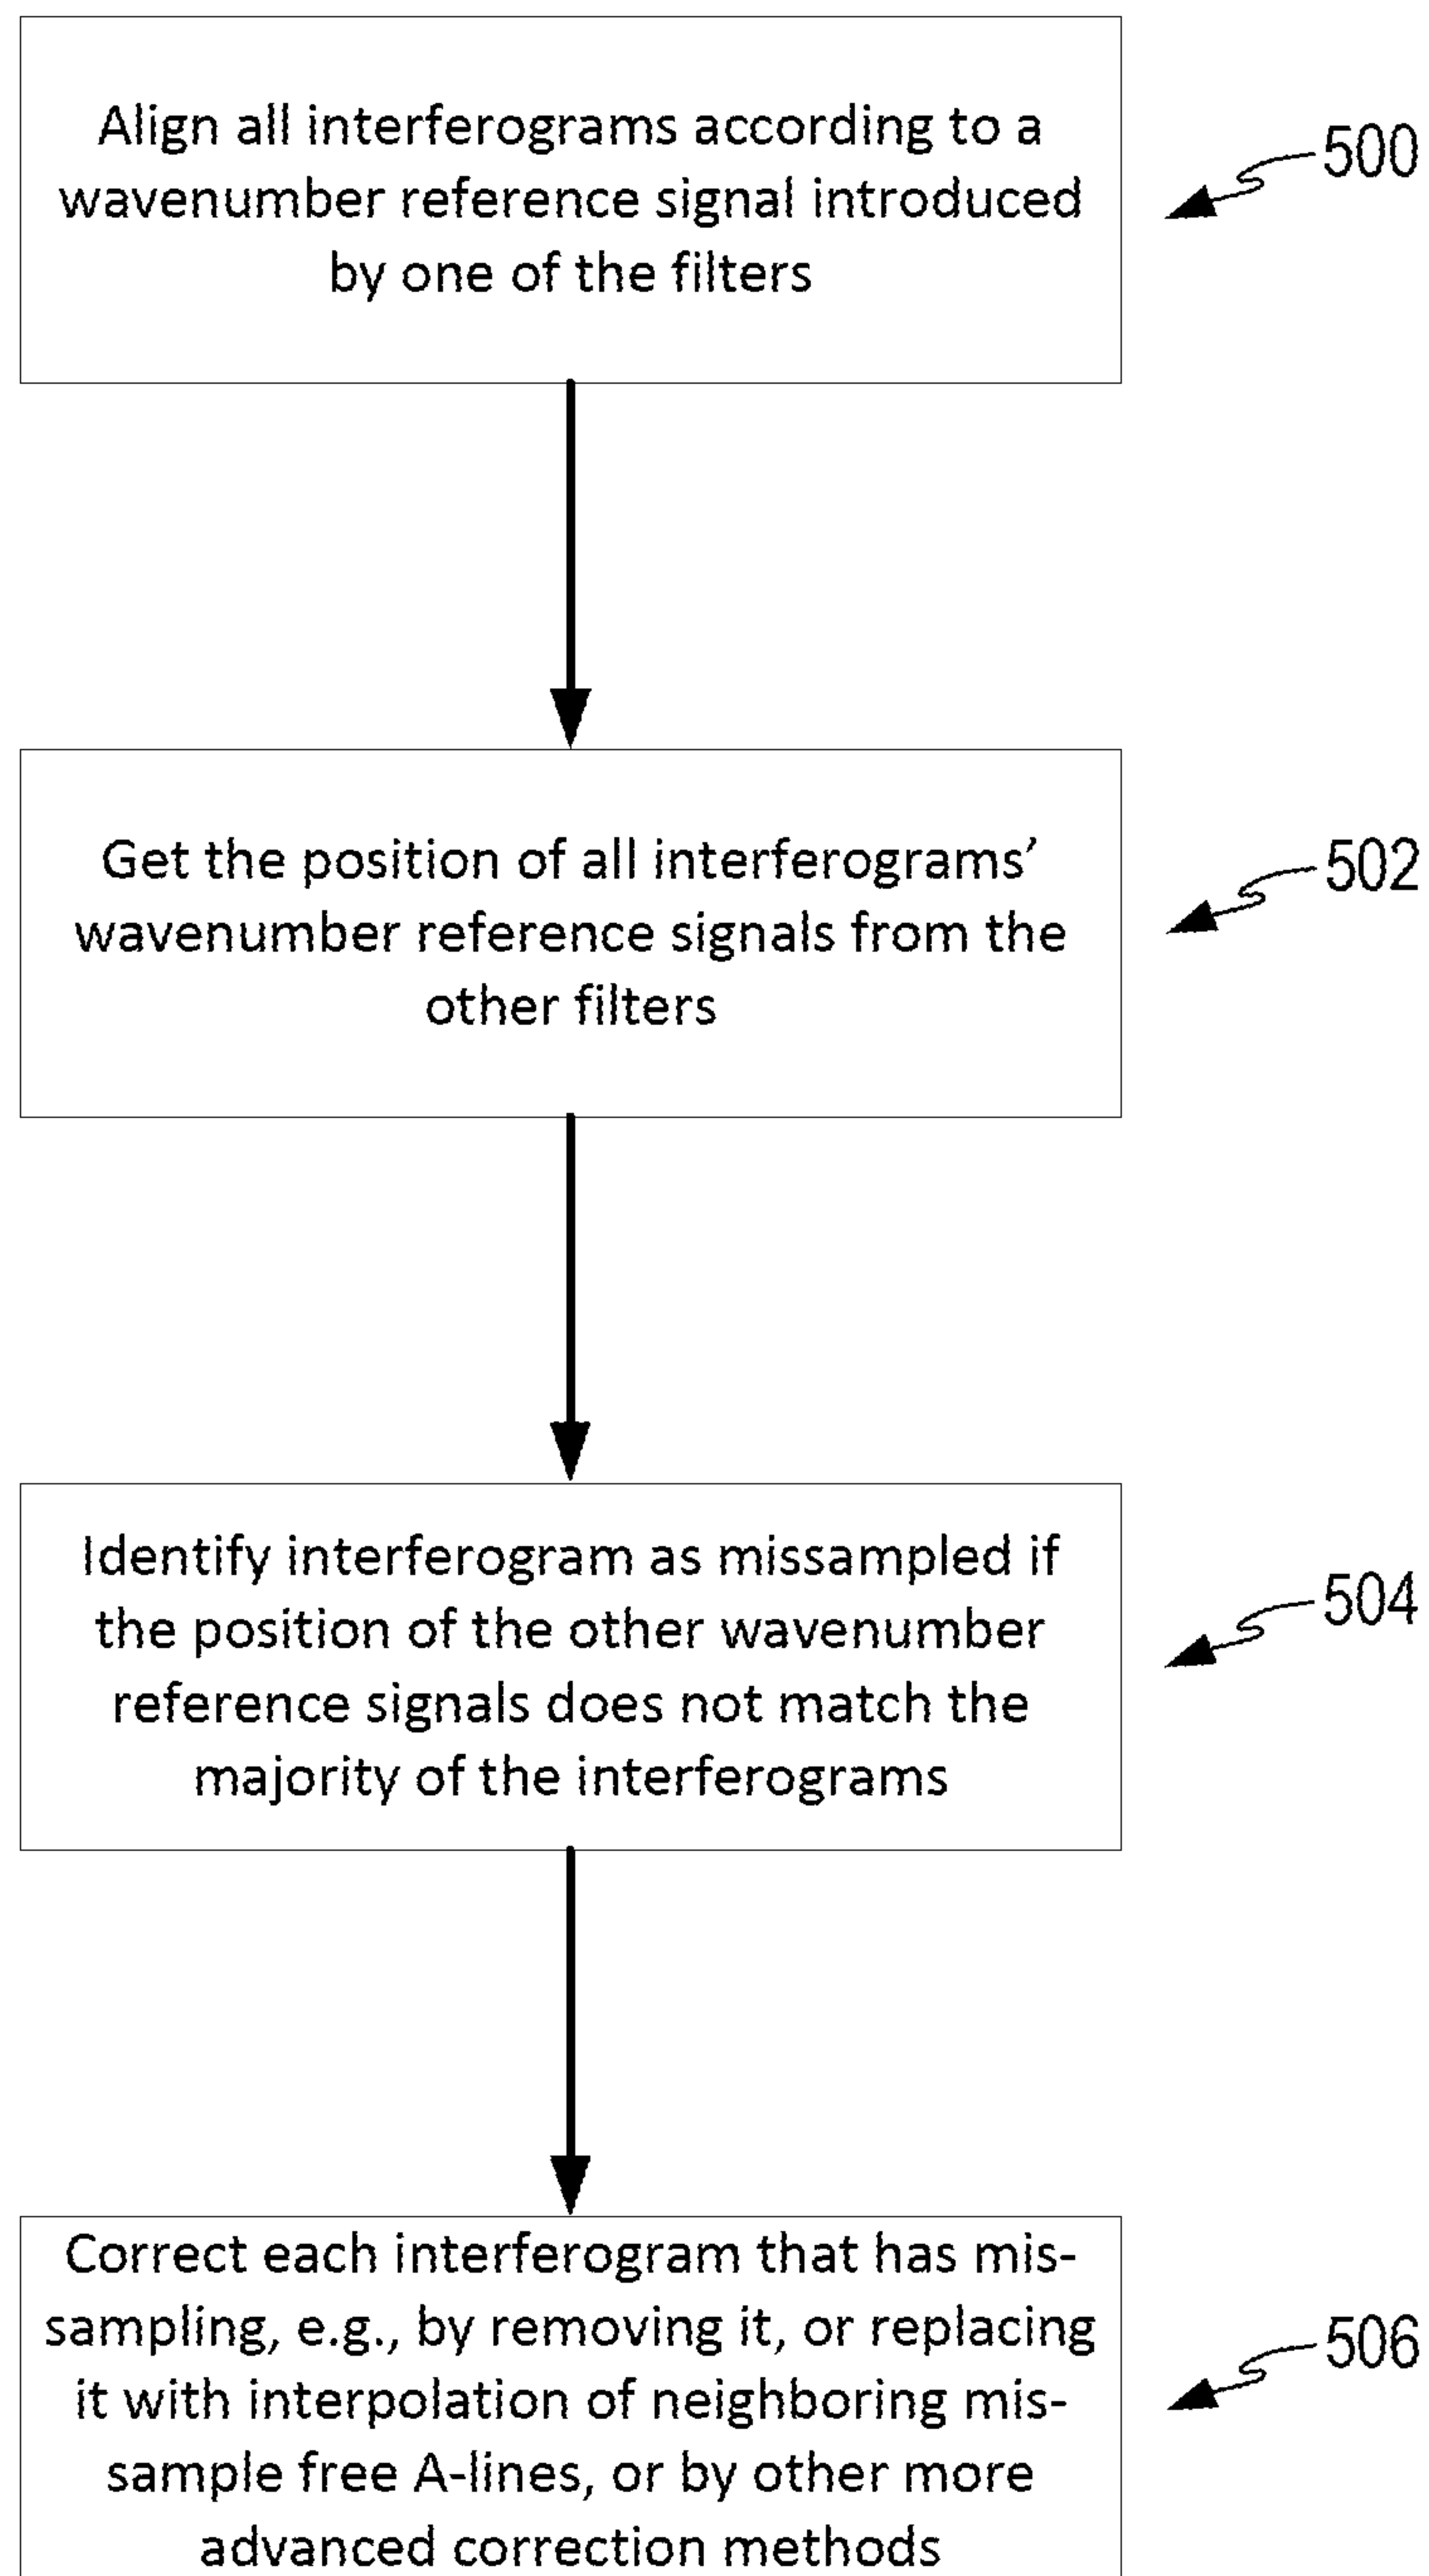 Align all interferograms according to a
wavenumber reference signal introduced
by one of the filters
500
Get the position of all interferograms’
wavenumber reference signals from the
other filters
502
Identify interferogram as missampled if
the position of the other wavenumber
reference signals does not match the
majority of the interferograms
504
Correct each interferogram that has mis-
sampling, e.g., by removing it, or replacing
it with interpolation of neighboring mis-
sample free A-lines, or by other more
advanced correction methods
506